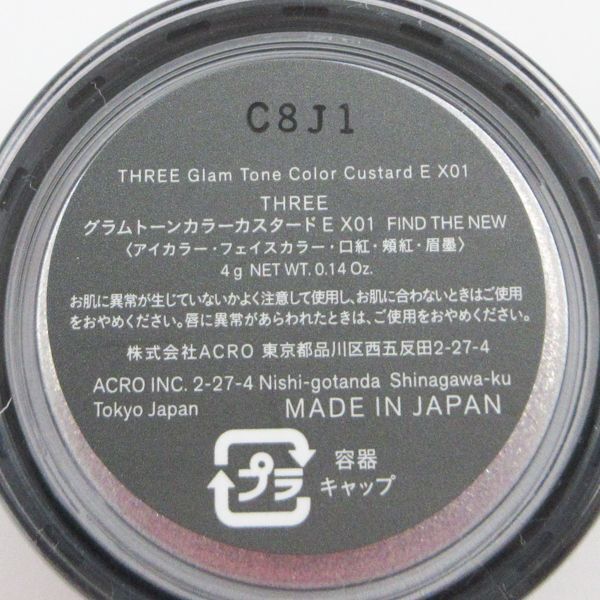 C8J1
THREE Glam Tone Color Custard E X01
THREE
グラムトーンカラーカスタード E X01 FIND THE NEW
〈アイカラー・フェイスカラー・口紅・頬紅・眉墨〉
4 g NET WT. 0.14 Oz.
お肌に異常が生じていないかよく注意して使用し、お肌に合わないときはご使用
をおやめください。唇に異常があらわれたときは、ご使用をおやめください。
株式会社ACRO 東京都品川区西五反田2-27-4
ACRO INC. 2-27-4 Nishi-gotanda Shinagawa-ku
Tokyo Japan MADE IN JAPAN
プラ 容器
キャップ